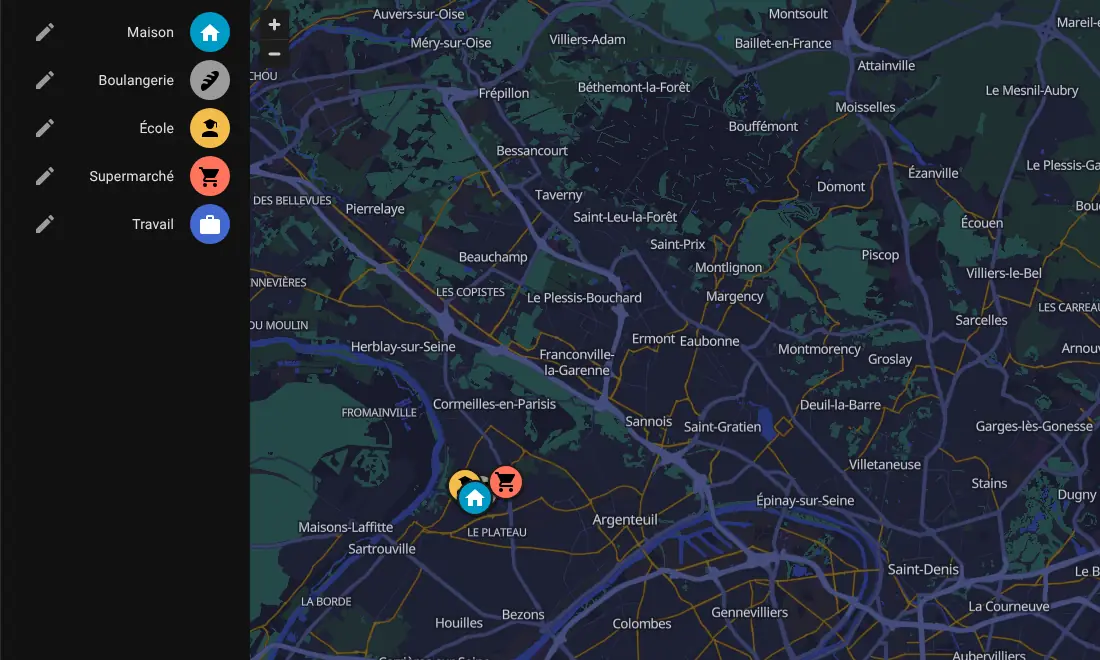 Maison
Boulangerie
École
Supermarché
Travail
+
−
Auvers-sur-Oise
Montsoult
Méry-sur-Oise
Villiers-Adam
Baillet-en-France
Attainville
CHOU
Frépillon
Béthemont-la-Forêt
Le Mesnil-Aubry
Moisselles
Bouffémont
Bessancourt
Ézanville
Le Plessis-Ga
DES BELLEVUES
Pierrelaye
Taverny
Domont
Saint-Leu-la-Forêt
Écouen
Bou
Saint-Prix
Beauchamp
Montlignon
Piscop
Villiers-le-Bel
NNEVIÈRES
LES COPISTES
Le Plessis-Bouchard
Margency
LES CARREAU
DU MOULIN
Sarcelles
Herblay-sur-Seine
Ermont
Eaubonne
Montmorency
Groslay
Arnouv
Franconville-
la-Garenne
FROMAINVILLE
Cormeilles-en-Parisis
Sannois
Saint-Gratien
Deuil-la-Barre
Garges-lès-Gonesse
Villetaneuse
Stains
Dugny
Épinay-sur-Seine
Maisons-Laffitte
LE PLATEAU
Argenteuil
Sartrouville
Saint-Denis
Le B
LA BORDE
Houilles
Bezons
Colombes
Gennevilliers
La Courneuve
Aubervilliers